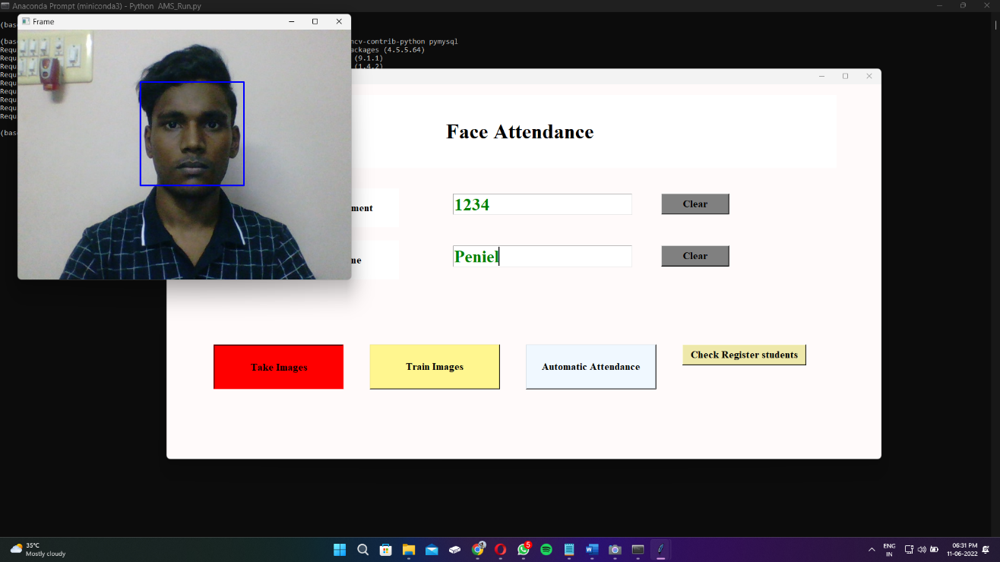 Anaconda Prompt (miniconda3) - Python AMS_Run.py
Frame
(bas
(bas
ncv-contrib-python pymysql
Requ
ackages (4.5.5.64)
Requ
(9.1.1)
Requ
(1.4.2)
Requ
Requ
Requ
Requ
Requ
Requ
(bas
Face Attendance
ment
1234
Clear
me
Peniel
Clear
Take Images
Train Images
Automatic Attendance
Check Register students
35°C
Mostly cloudy
5
ENG
IN
06:31 PM
11-06-2022